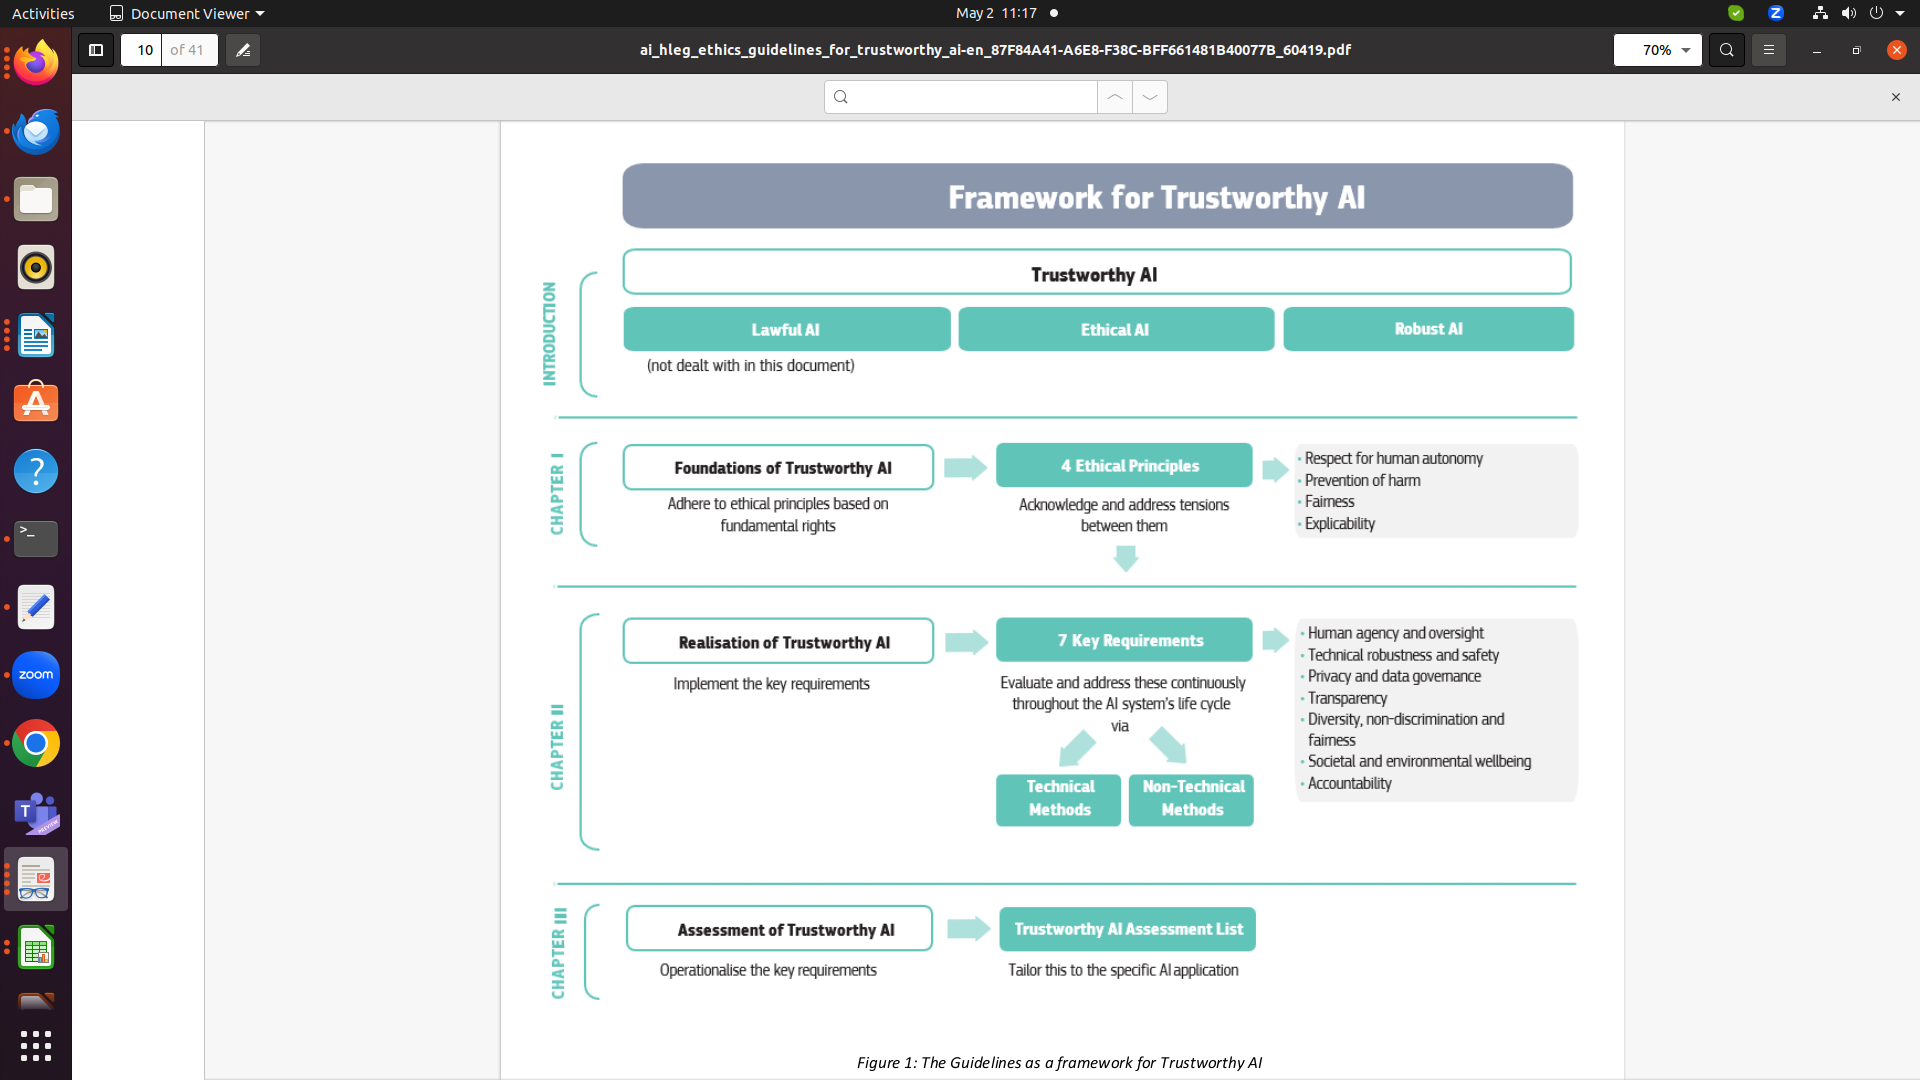 Activities
Document Viewer
May 2 11:17
Z
10 of 41
ai_hleg_ethics_guidelines_for_trustworthy_ai-en_87F84A41-A6E8-F38C-BFF661481B40077B_60419.pdf
70%
Framework for Trustworthy AI
INTRODUCTION
Trustworthy AI
Lawful AI
Ethical AI
Robust AI
(not dealt with in this document)
CHAPTER I
Foundations of Trustworthy AI
Adhere to ethical principles based on
fundamental rights
4 Ethical Principles
Acknowledge and address tensions
between them
• Respect for human autonomy
• Prevention of harm
• Fairness
• Explicability
CHAPTER II
Realisation of Trustworthy AI
Implement the key requirements
7 Key Requirements
Evaluate and address these continuously
throughout the AI system's life cycle
via
Technical
Methods
Non-Technical
Methods
• Human agency and oversight
• Technical robustness and safety
• Privacy and data governance
• Transparency
• Diversity, non-discrimination and
fairness
• Societal and environmental wellbeing
• Accountability
CHAPTER III
Assessment of Trustworthy AI
Operationalise the key requirements
Trustworthy AI Assessment List
Tailor this to the specific AI application
Figure 1: The Guidelines as a framework for Trustworthy AI
?
>_
zoom
T
PREVIEW